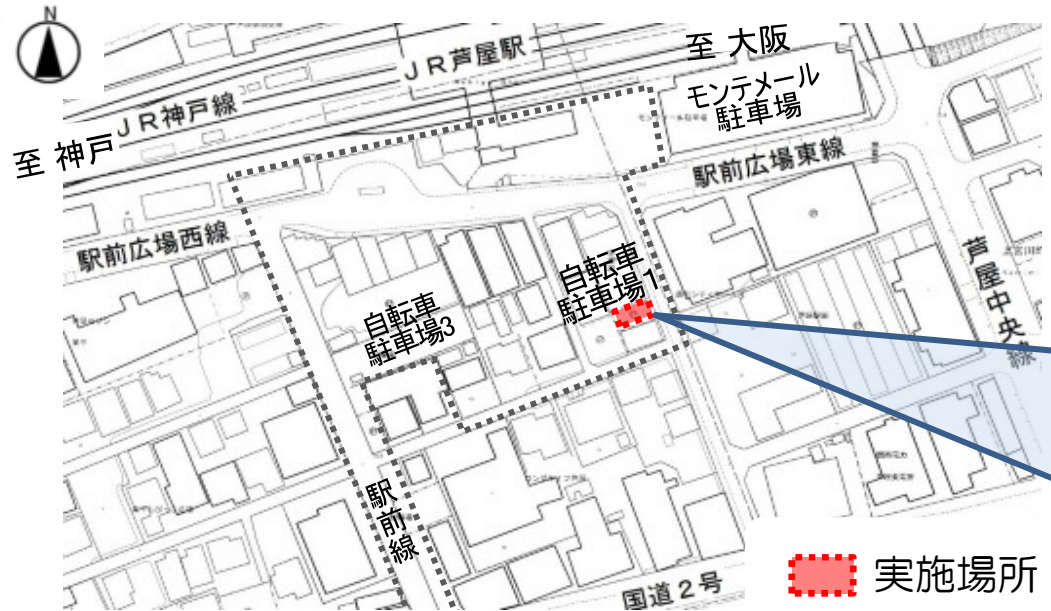 N
至 大阪
JR芦屋駅
モンテメール
駐車場
JR神戸線
至 神戸
駅前広場東線
駅前広場西線
芦屋中央線
自転車
駐車場1
自転車
駐車場3
駅前線
国道2号
実施場所